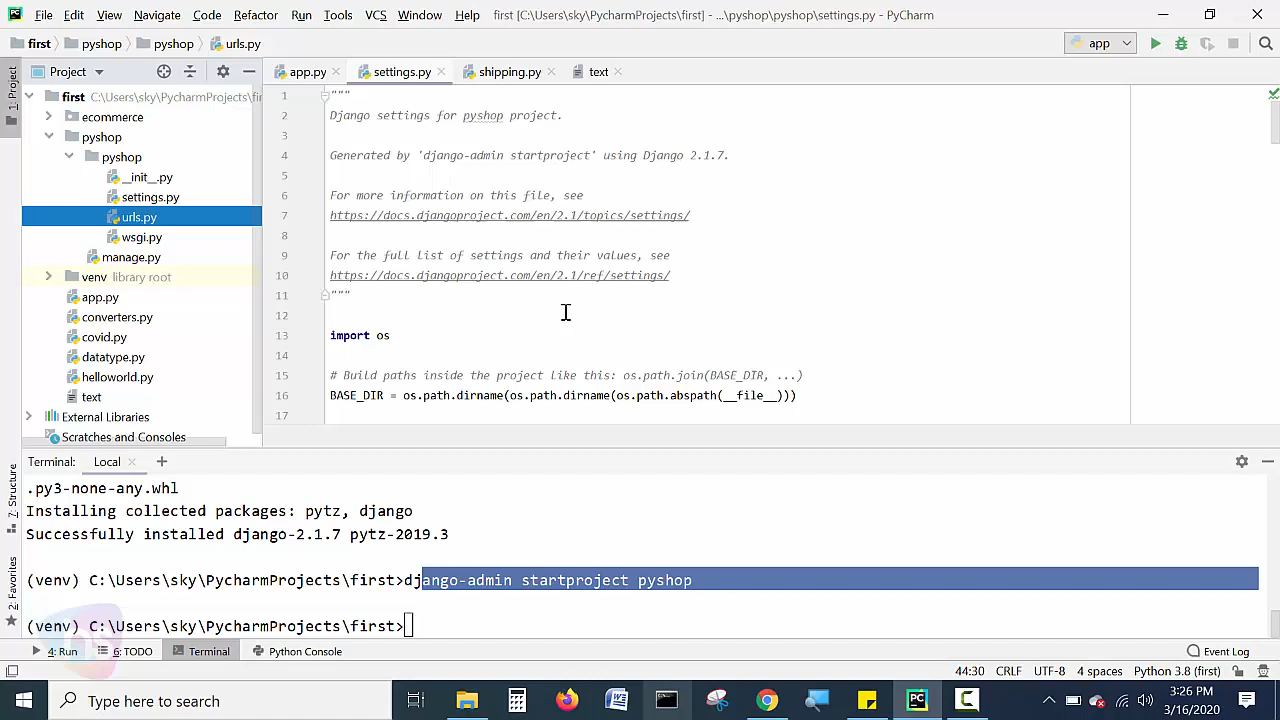 File Edit View Navigate Code Refactor Run Tools VCS Window Help first [C:\Users\sky\PycharmProjects\first] - ...\pyshop\pyshop\settings.py - PyCharm
first pyshop pyshop urls.py app
Project app.py settings.py shipping.py text
1: Project
first C:\Users\sky\PycharmProjects\fir
ecommerce
pyshop
pyshop
__init__.py
settings.py
urls.py
wsgi.py
manage.py
venv library root
app.py
converters.py
covid.py
datatype.py
helloworld.py
text
External Libraries
Scratches and Consoles
1 """
2 Django settings for pyshop project.
3
4 Generated by 'django-admin startproject' using Django 2.1.7.
5
6 For more information on this file, see
7 https://docs.djangoproject.com/en/2.1/topics/settings/
8
9 For the full list of settings and their values, see
10 https://docs.djangoproject.com/en/2.1/ref/settings/
11 """
12
13 import os
14
15 # Build paths inside the project like this: os.path.join(BASE_DIR, ...)
16 BASE_DIR = os.path.dirname(os.path.dirname(os.path.abspath(__file__)))
17
Terminal: Local
7: Structure
2: Favorites
.py3-none-any.whl
Installing collected packages: pytz, django
Successfully installed django-2.1.7 pytz-2019.3
(venv) C:\Users\sky\PycharmProjects\first>django-admin startproject pyshop
(venv) C:\Users\sky\PycharmProjects\first>
4: Run 6: TODO Terminal Python Console Event Log
44:30 CRLF UTF-8 4 spaces Python 3.8 (first)
Type here to search
3:26 PM
3/16/2020